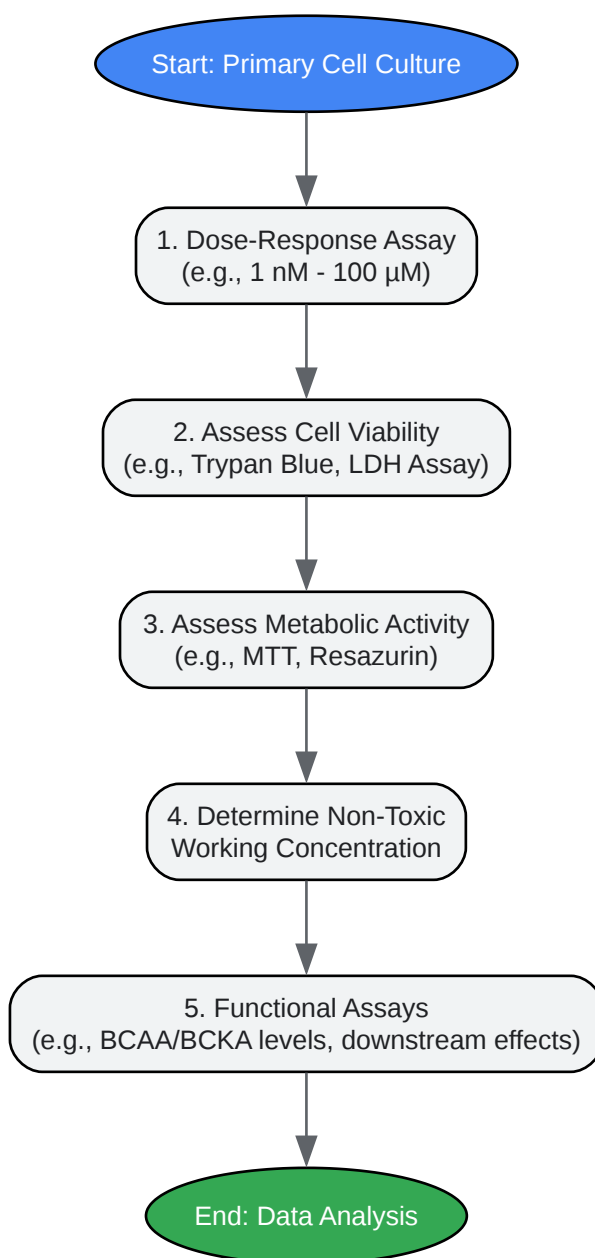 Start: Primary Cell Culture
1. Dose-Response Assay
(e.g., 1 nM - 100 µM)
2. Assess Cell Viability
(e.g., Trypan Blue, LDH Assay)
3. Assess Metabolic Activity
(e.g., MTT, Resazurin)
4. Determine Non-Toxic
Working Concentration
5. Functional Assays
(e.g., BCAA/BCKA levels, downstream effects)
End: Data Analysis